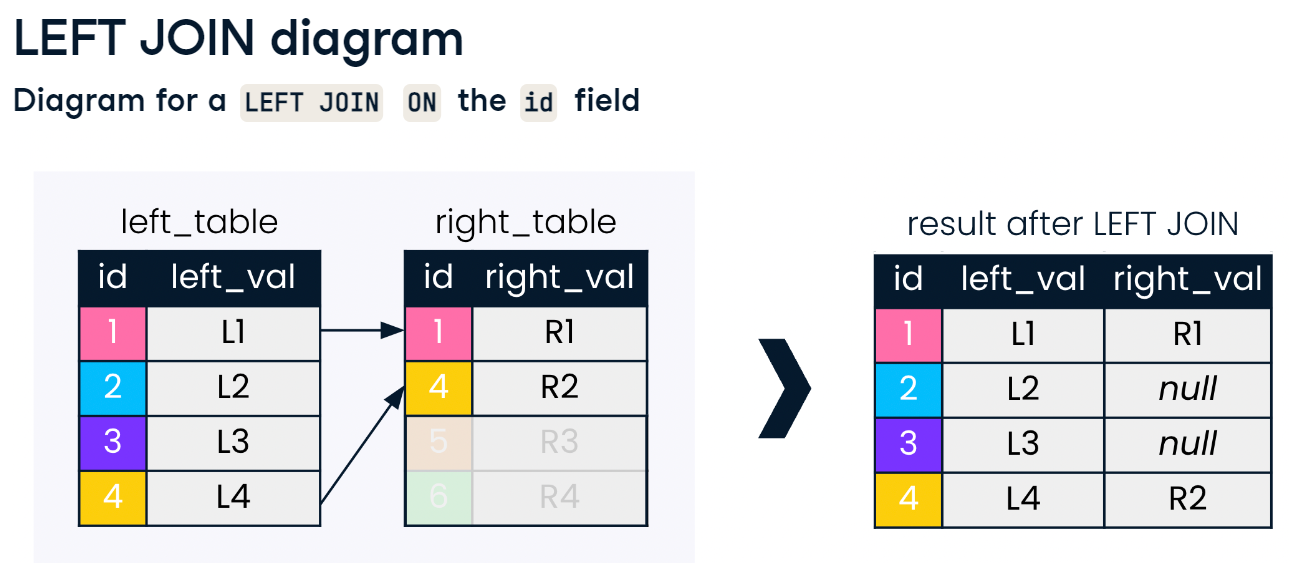 LEFT JOIN diagram
Diagram for a LEFT JOIN ON the id field
left_table
id left_val
1 L1
2 L2
3 L3
4 L4
right_table
id right_val
1 R1
4 R2
5 R3
6 R4
result after LEFT JOIN
id left_val right_val
1 L1 R1
2 L2 null
3 L3 null
4 L4 R2